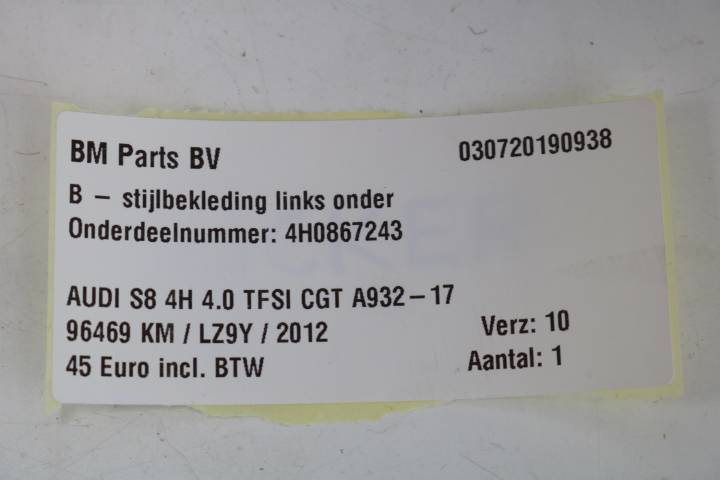 BM Parts BV 030720190938
B – stijlbekleding links onder
Onderdeelnummer: 4H0867243
AUDI S8 4H 4.0 TFSI CGT A932-17
96469 KM / LZ9Y / 2012 Verz: 10
45 Euro incl. BTW Aantal: 1